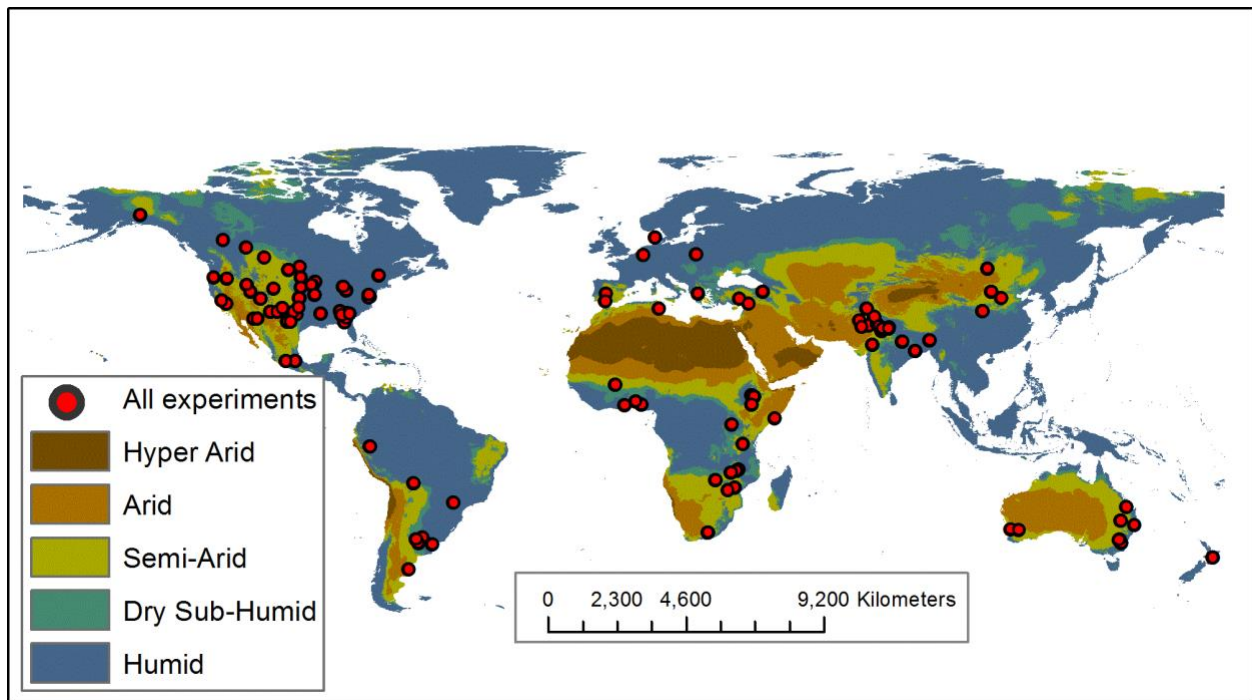 All experiments
Hyper Arid
Arid
Semi-Arid
Dry Sub-Humid
Humid
0 2,300 4,600 9,200 Kilometers